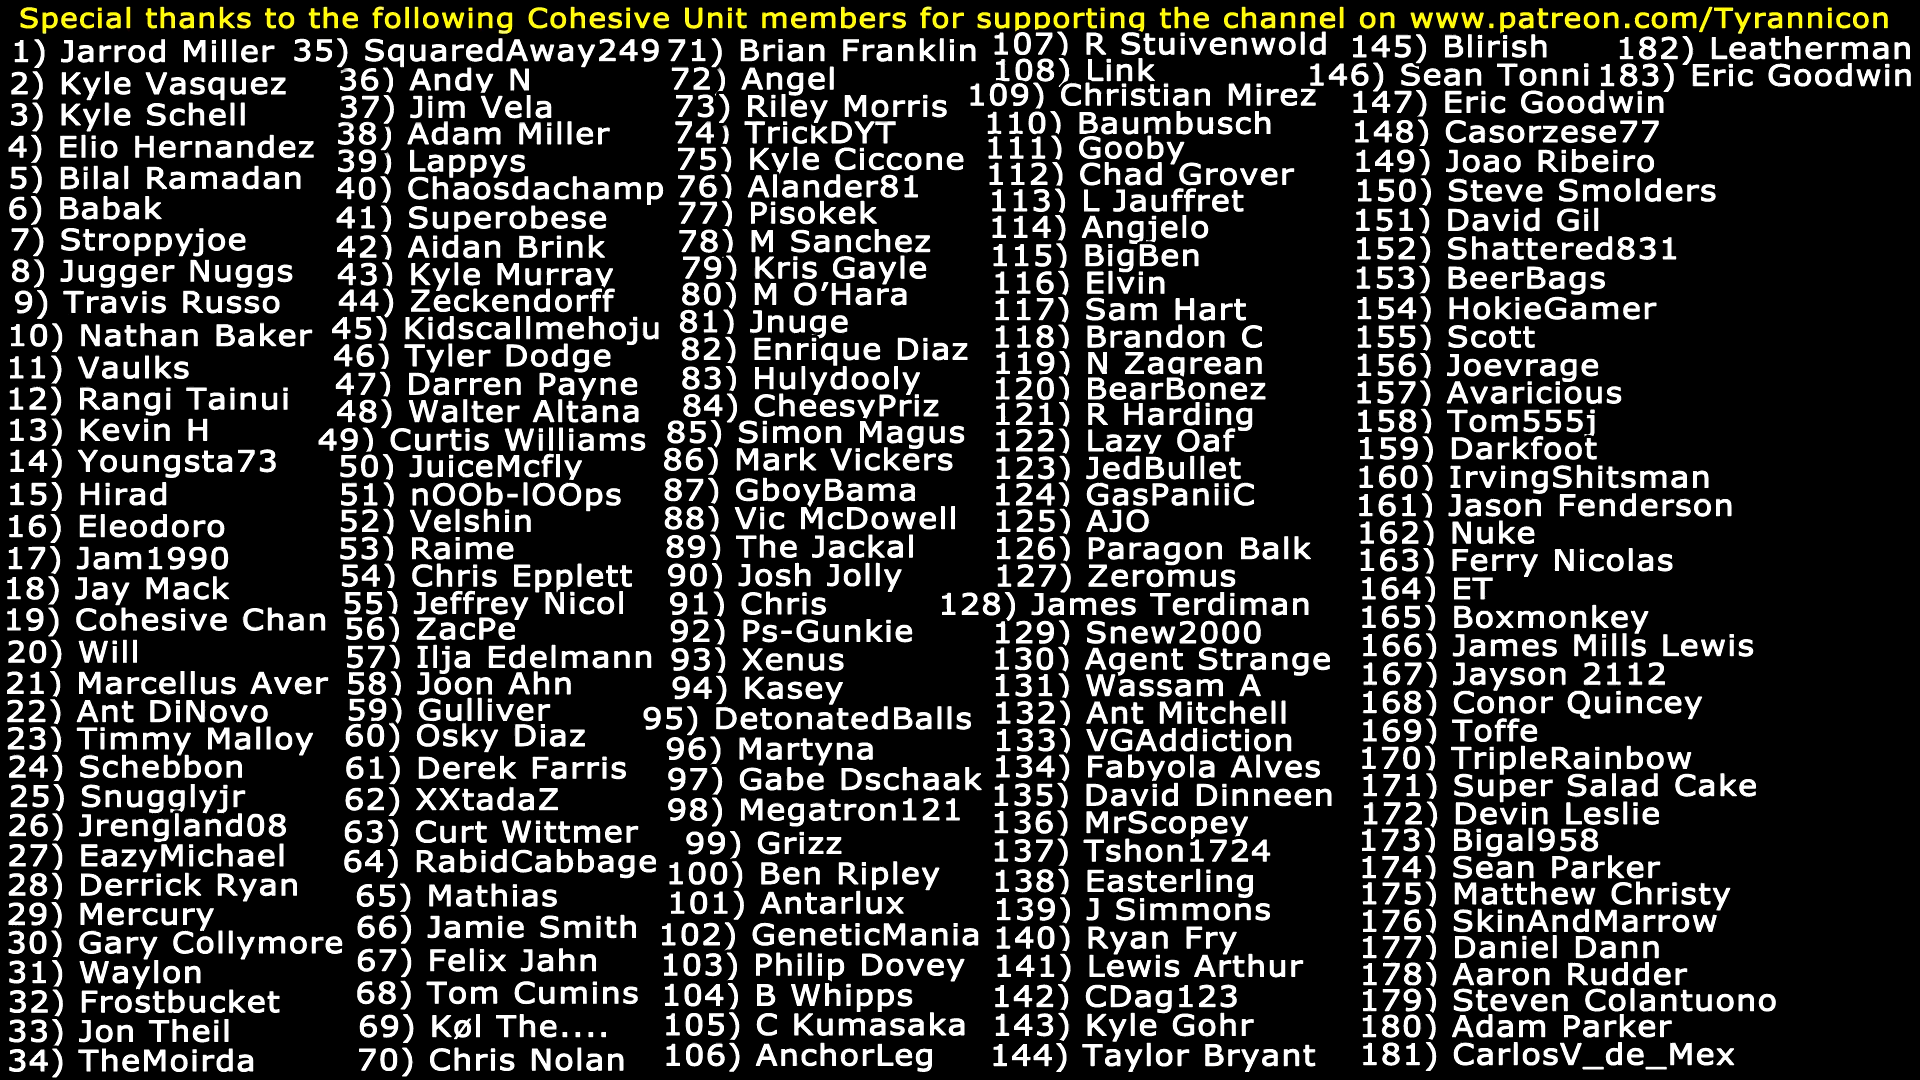 Special thanks to the following Cohesive Unit members for supporting the channel on www.patreon.com/Tyrannicon
1) Jarrod Miller
2) Kyle Vasquez
3) Kyle Schell
4) Elio Hernandez
5) Bilal Ramadan
6) Babak
7) Stroppyjoe
8) Jugger Nuggs
9) Travis Russo
10) Nathan Baker
11) Vaulks
12) Rangi Tainui
13) Kevin H
14) Youngsta73
15) Hirad
16) Eleodoro
17) Jam1990
18) Jay Mack
19) Cohesive Chan
20) Will
21) Marcellus Aver
22) Ant DiNovo
23) Timmy Malloy
24) Schebbon
25) Snugglyjr
26) Jrengland08
27) EazyMichael
28) Derrick Ryan
29) Mercury
30) Gary Collymore
31) Waylon
32) Frostbucket
33) Jon Theil
34) TheMoirda
35) SquaredAway249
36) Andy N
37) Jim Vela
38) Adam Miller
39) Lappys
40) Chaosdachamp
41) Superobese
42) Aidan Brink
43) Kyle Murray
44) Zeckendorff
45) Kidscallmehoju
46) Tyler Dodge
47) Darren Payne
48) Walter Altana
49) Curtis Williams
50) JuiceMcfly
51) nOOb-lOOps
52) Velshin
53) Raime
54) Chris Epplett
55) Jeffrey Nicol
56) ZacPe
57) Ilja Edelmann
58) Joon Ahn
59) Gulliver
60) Osky Diaz
61) Derek Farris
62) XXtadaZ
63) Curt Wittmer
64) RabidCabbage
65) Mathias
66) Jamie Smith
67) Felix Jahn
68) Tom Cumins
69) Køl The....
70) Chris Nolan
71) Brian Franklin
72) Angel
73) Riley Morris
74) TrickDYT
75) Kyle Ciccone
76) Alander81
77) Pisokek
78) M Sanchez
79) Kris Gayle
80) M O'Hara
81) Jnuge
82) Enrique Diaz
83) Hulydooly
84) CheesyPriz
85) Simon Magus
86) Mark Vickers
87) GboyBama
88) Vic McDowell
89) The Jackal
90) Josh Jolly
91) Chris
92) Ps-Gunkie
93) Xenus
94) Kasey
95) DetonatedBalls
96) Martyna
97) Gabe Dschaak
98) Megatron121
99) Grizz
100) Ben Ripley
101) Antarlux
102) GeneticMania
103) Philip Dovey
104) B Whipps
105) C Kumasaka
106) AnchorLeg
107) R Stuivenwold
108) Link
109) Christian Mirez
110) Baumbusch
111) Gooby
112) Chad Grover
113) L Jauffret
114) Angjelo
115) BigBen
116) Elvin
117) Sam Hart
118) Brandon C
119) N Zagrean
120) BearBonez
121) R Harding
122) Lazy Oaf
123) JedBullet
124) GasPaniiC
125) AJO
126) Paragon Balk
127) Zeromus
128) James Terdiman
129) Snew2000
130) Agent Strange
131) Wassam A
132) Ant Mitchell
133) VGAddiction
134) Fabyola Alves
135) David Dinneen
136) MrScopey
137) Tshon1724
138) Easterling
139) J Simmons
140) Ryan Fry
141) Lewis Arthur
142) CDag123
143) Kyle Gohr
144) Taylor Bryant
145) Blirish
146) Sean Tonni
147) Eric Goodwin
148) Casorzese77
149) Joao Ribeiro
150) Steve Smolders
151) David Gil
152) Shattered831
153) BeerBags
154) HokieGamer
155) Scott
156) Joevrage
157) Avaricious
158) Tom555j
159) Darkfoot
160) IrvingShitsman
161) Jason Fenderson
162) Nuke
163) Ferry Nicolas
164) ET
165) Boxmonkey
166) James Mills Lewis
167) Jayson 2112
168) Conor Quincey
169) Toffe
170) TripleRainbow
171) Super Salad Cake
172) Devin Leslie
173) Bigal958
174) Sean Parker
175) Matthew Christy
176) SkinAndMarrow
177) Daniel Dann
178) Aaron Rudder
179) Steven Colantuono
180) Adam Parker
181) CarlosV_de_Mex
182) Leatherman
183) Eric Goodwin